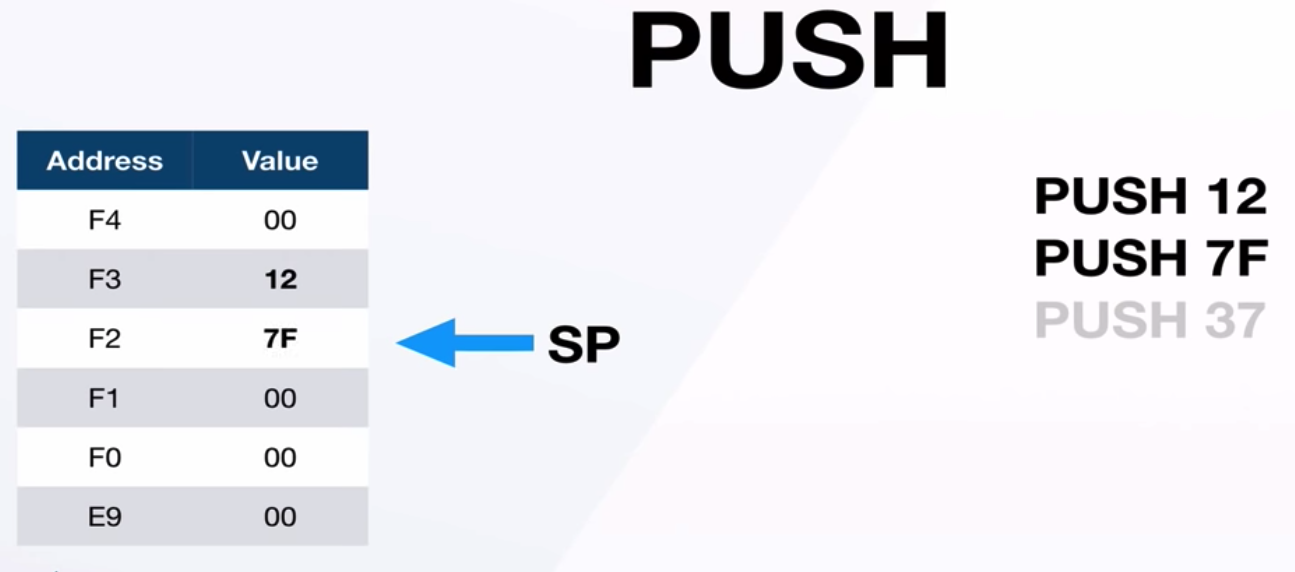 PUSH
Address Value
F4 00
F3 12
F2 7F
F1 00
F0 00
E9 00
SP
PUSH 12
PUSH 7F
PUSH 37